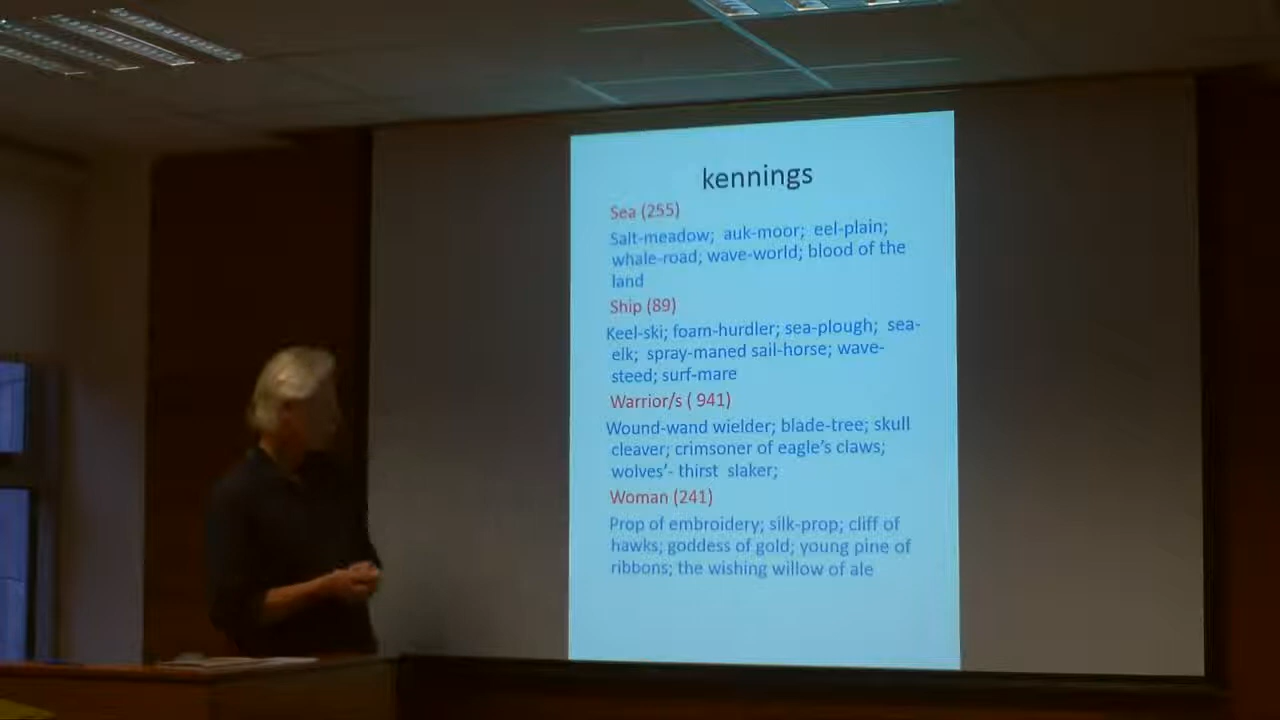 kennings
Sea (255)
Salt-meadow; auk-moor; eel-plain;
whale-road; wave-world; blood of the
land
Ship (89)
Keel-ski; foam-hurdler; sea-plough; sea-
elk; spray-maned sail-horse; wave-
steed; surf-mare
Warrior/s ( 941)
Wound-wand wielder; blade-tree; skull
cleaver; crimsoner of eagle's claws;
wolves'- thirst slaker;
Woman (241)
Prop of embroidery; silk-prop; cliff of
hawks; goddess of gold; young pine of
ribbons; the wishing willow of ale